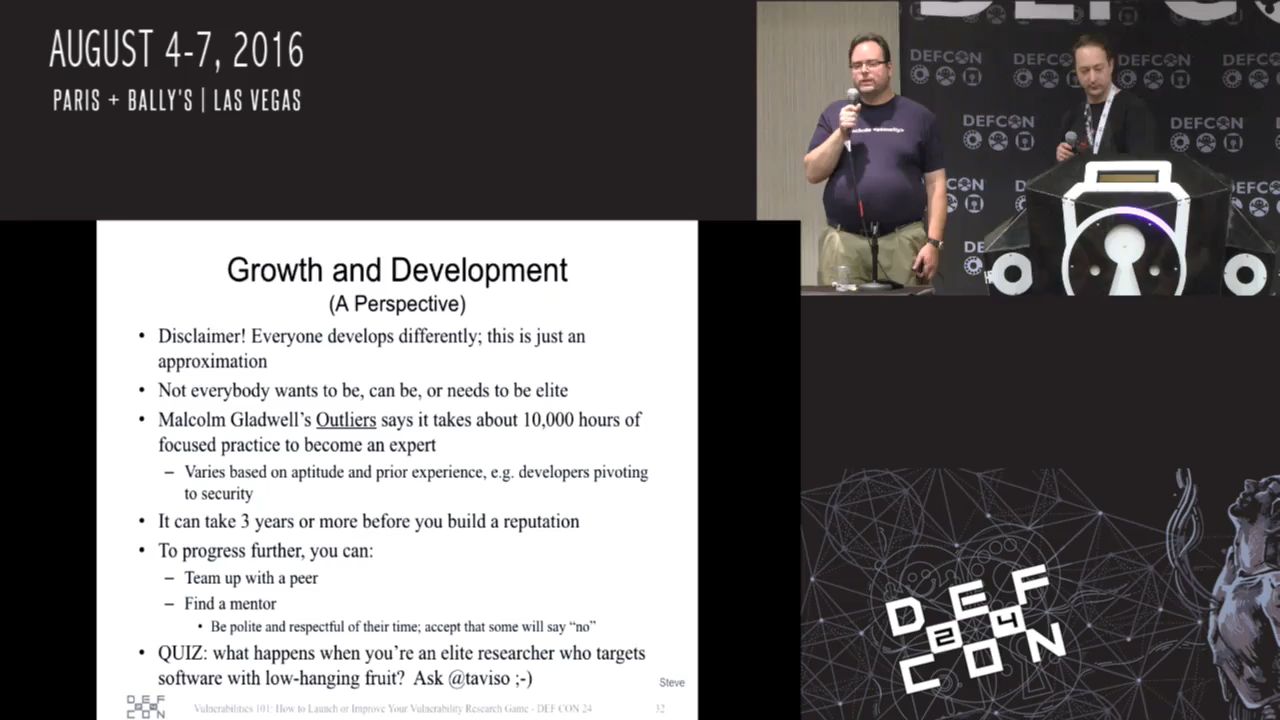 AUGUST 4-7, 2016
PARIS + BALLY'S | LAS VEGAS
DEFCON
DEFCON
DEFCON
DEFCON
DEFCON
DEFCON
Growth and Development
(A Perspective)
• Disclaimer! Everyone develops differently; this is just an
approximation
• Not everybody wants to be, can be, or needs to be elite
• Malcolm Gladwell's Outliers says it takes about 10,000 hours of
focused practice to become an expert
– Varies based on aptitude and prior experience, e.g. developers pivoting
to security
• It can take 3 years or more before you build a reputation
• To progress further, you can:
– Team up with a peer
– Find a mentor
• Be polite and respectful of their time; accept that some will say "no"
• QUIZ: what happens when you're an elite researcher who targets
software with low-hanging fruit? Ask @taviso ;-)
Steve
DEF
CON
Vulnerabilities 101: How to Launch or Improve Your Vulnerability Research Game - DEF CON 24
32
DEF
24
CON